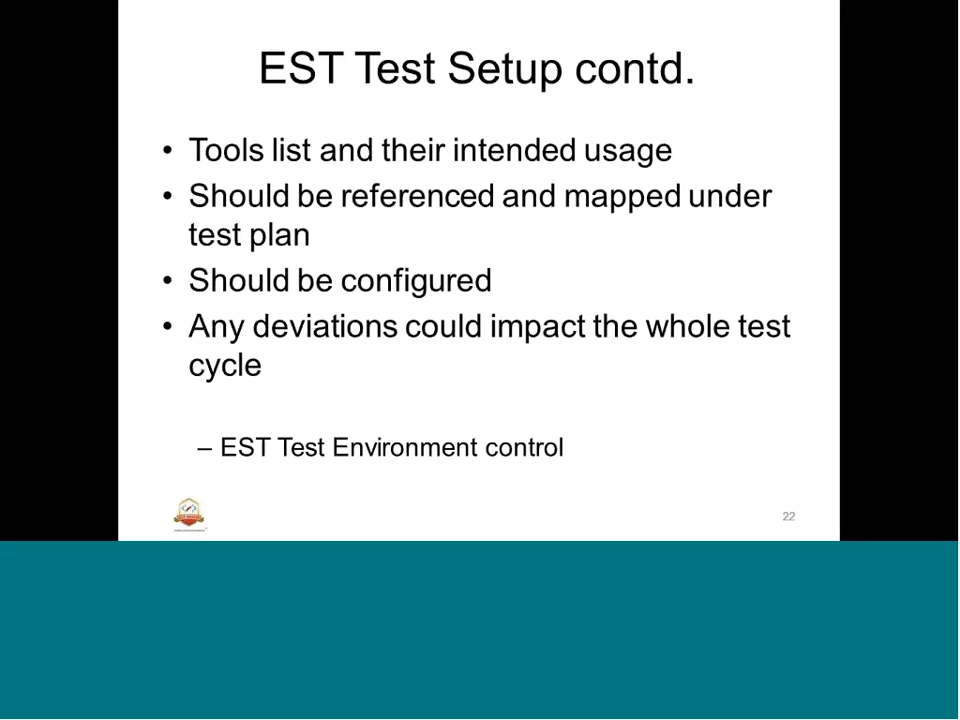 EST Test Setup contd.
• Tools list and their intended usage
• Should be referenced and mapped under
test plan
• Should be configured
• Any deviations could impact the whole test
cycle
– EST Test Environment control
22